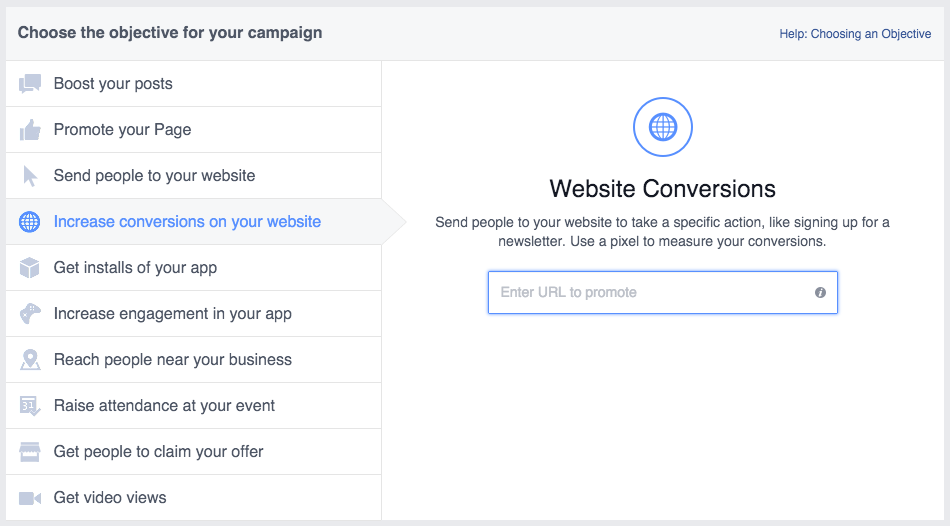 Choose the objective for your campaign
Help: Choosing an Objective
Boost your posts
Promote your Page
Send people to your website
Increase conversions on your website
Get installs of your app
Increase engagement in your app
Reach people near your business
31
Raise attendance at your event
Get people to claim your offer
Get video views
Website Conversions
Send people to your website to take a specific action, like signing up for a
newsletter. Use a pixel to measure your conversions.
Enter URL to promote
i